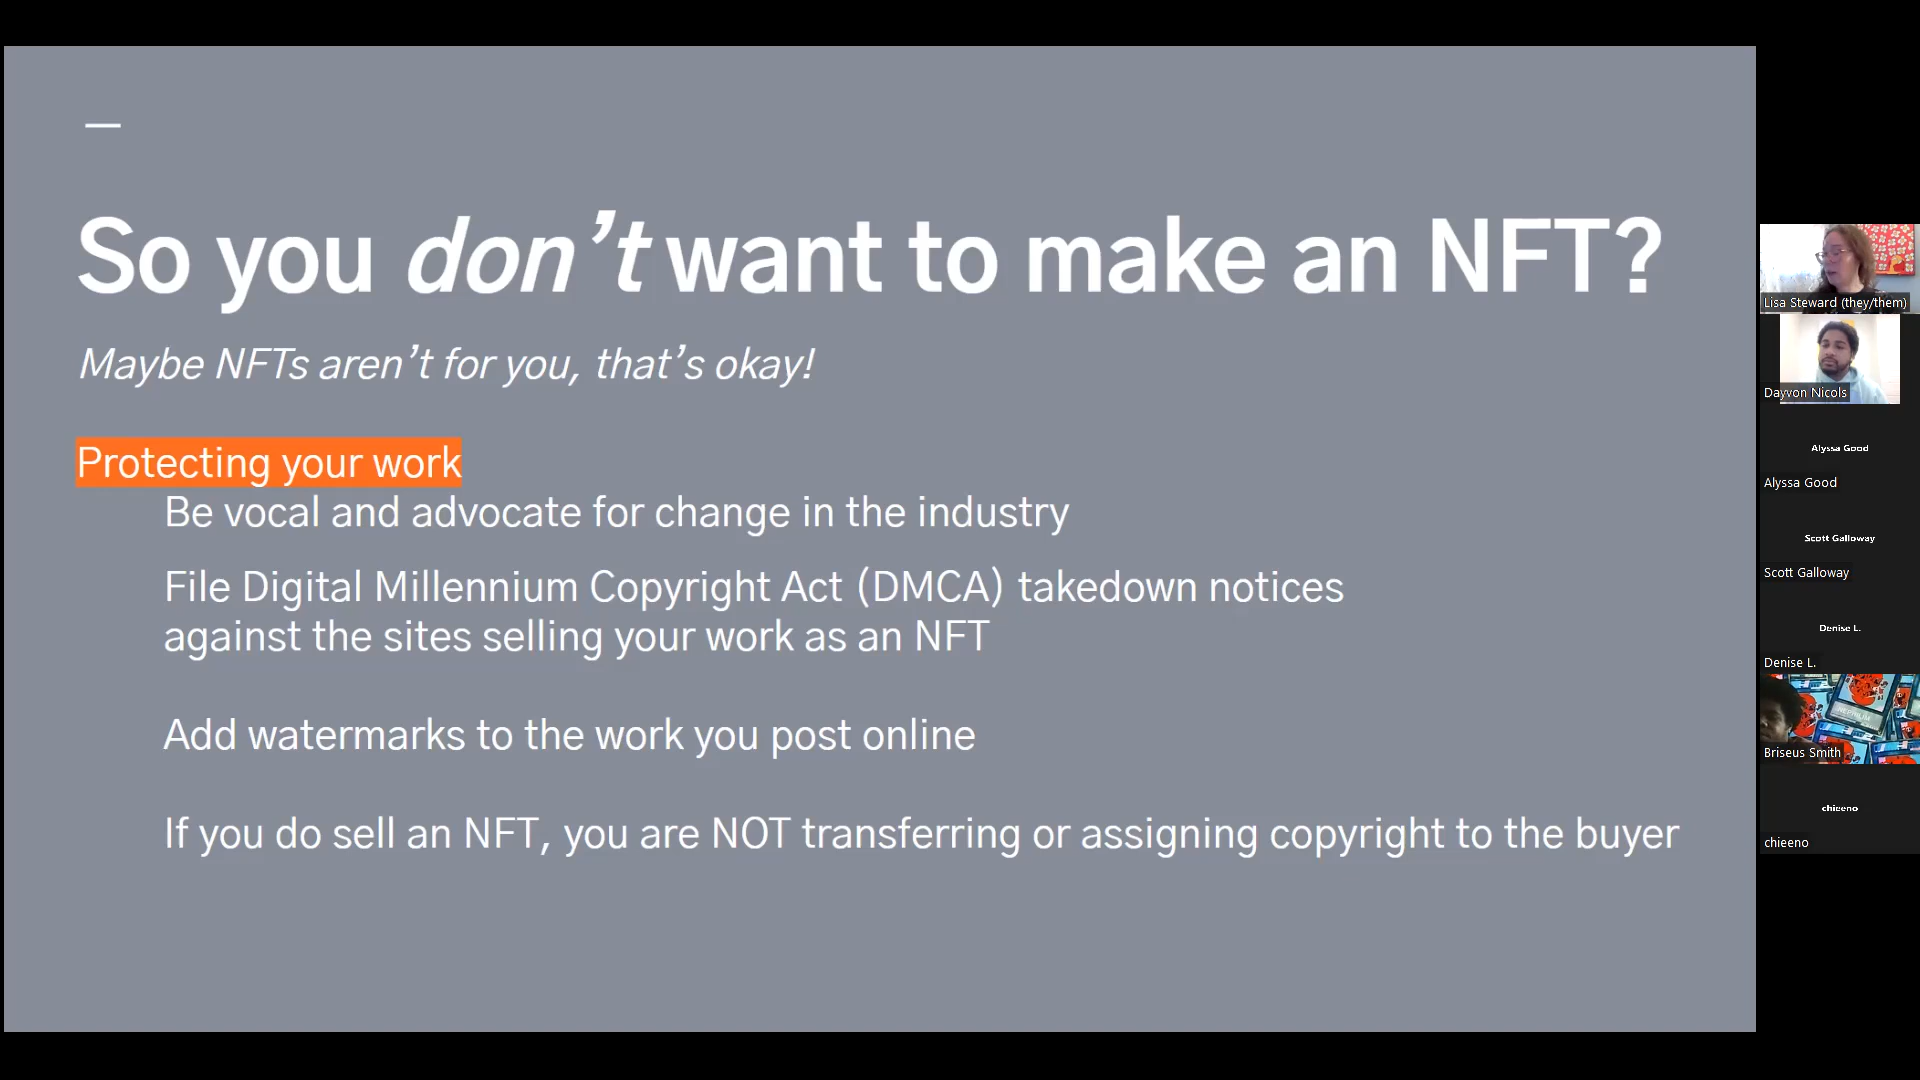 So you don’t want to make an NFT?
Maybe NFTs aren’t for you, that’s okay!
Protecting your work
Be vocal and advocate for change in the industry
File Digital Millennium Copyright Act (DMCA) takedown notices
against the sites selling your work as an NFT
Add watermarks to the work you post online
If you do sell an NFT, you are NOT transferring or assigning copyright to the buyer
Lisa Steward (they/them)
Dayvon Nicols
Alyssa Good
Alyssa Good
Scott Galloway
Scott Galloway
Denise L.
Denise L.
Briseus Smith
chieeno
chieeno